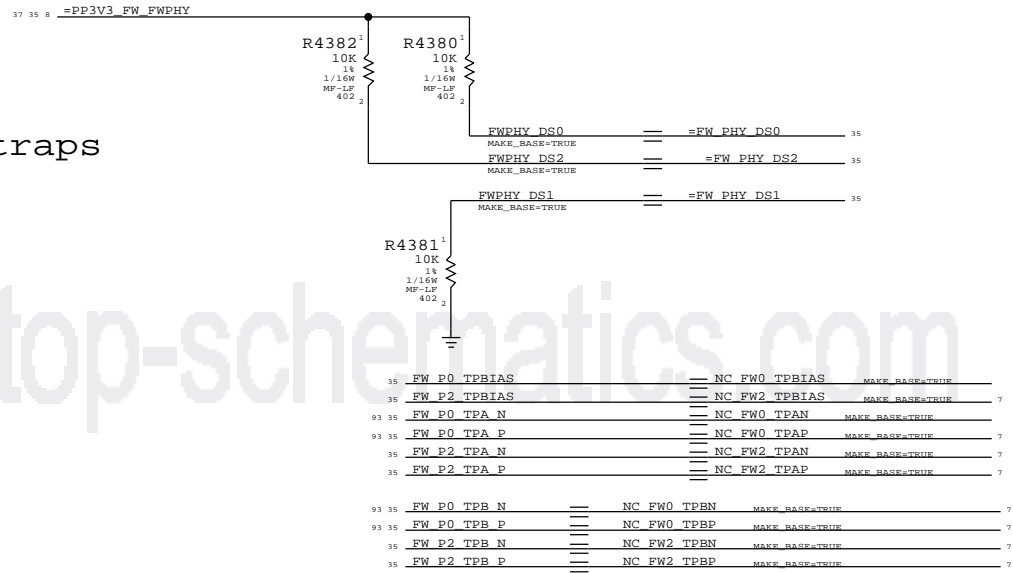 37 35 8 =PP3V3_FW_FWPHY
R4382 1 R4380 1
10K 10K
1% 1%
1/16W 1/16W
MF-LF MF-LF
402 2 402 2
FWPHY_DS0 =FW_PHY_DS0 35
MAKE_BASE=TRUE
traps
FWPHY_DS2 =FW_PHY_DS2 35
MAKE_BASE=TRUE
FWPHY_DS1 =FW_PHY_DS1 35
MAKE_BASE=TRUE
R4381 1
10K
1%
1/16W
MF-LF
402 2
top-schematics.com
35 FW_P0_TPBIAS NC_FW0_TPBIAS MAKE_BASE=TRUE
35 FW_P2_TPBIAS NC_FW2_TPBIAS MAKE_BASE=TRUE 7
93 35 FW_P0_TPA_N NC_FW0_TPAN MAKE_BASE=TRUE
93 35 FW_P0_TPA_P NC_FW0_TPAP MAKE_BASE=TRUE 7
35 FW_P2_TPA_N NC_FW2_TPAN MAKE_BASE=TRUE 7
35 FW_P2_TPA_P NC_FW2_TPAP MAKE_BASE=TRUE 7
93 35 FW_P0_TPB_N NC_FW0_TPBN MAKE_BASE=TRUE 7
93 35 FW_P0_TPB_P NC_FW0_TPBP MAKE_BASE=TRUE 7
35 FW_P2_TPB_N NC_FW2_TPBN MAKE_BASE=TRUE 7
35 FW_P2_TPB_P NC_FW2_TPBP MAKE_BASE=TRUE 7